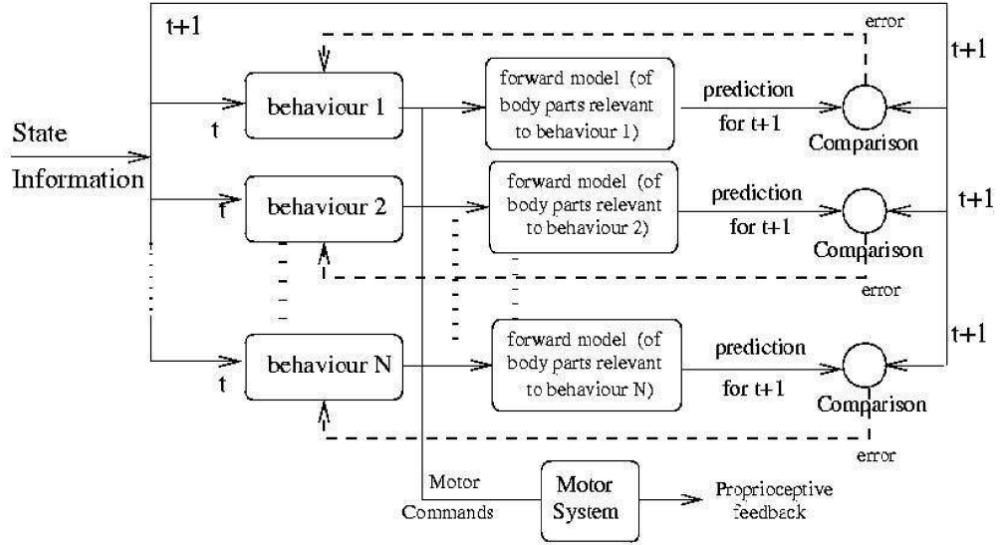 t+1
error
t+1
behaviour 1
forward model (of
body parts relevant
to behaviour 1)
prediction
for t+1
Comparison
t
State
Information
behaviour 2
forward model (of
body parts relevant
to behaviour 2)
prediction
for t+1
Comparison
t+1
t
error
behaviour N
forward model (of
body parts relevant
to behaviour N)
prediction
for t+1
Comparison
t+1
t
error
Motor
Commands
Motor
System
Proprioceptive
feedback